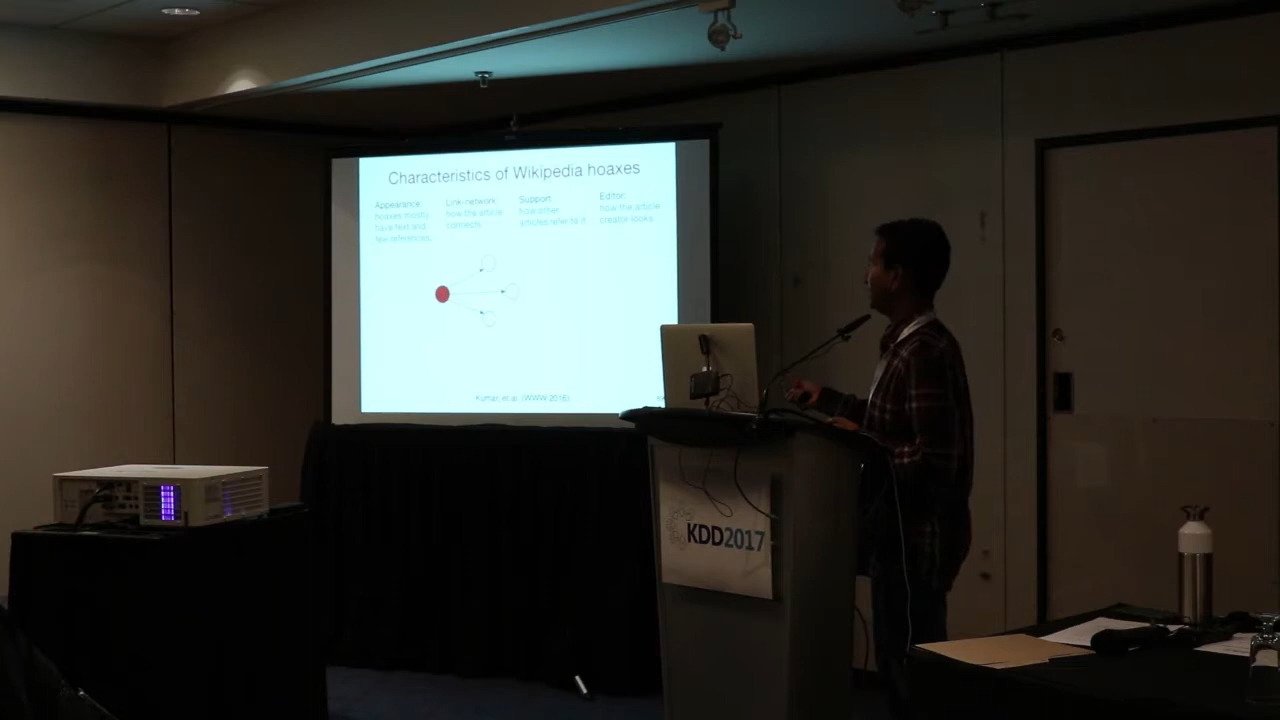 Characteristics of Wikipedia hoaxes
Appearance:
hoaxes mostly
have text and
few references.
Link-network:
how the article
connects.
Support:
how other
articles refer to it.
Editor:
how the article
creator looks.
Kumar, et al. (WWW 2016)
KDD2017